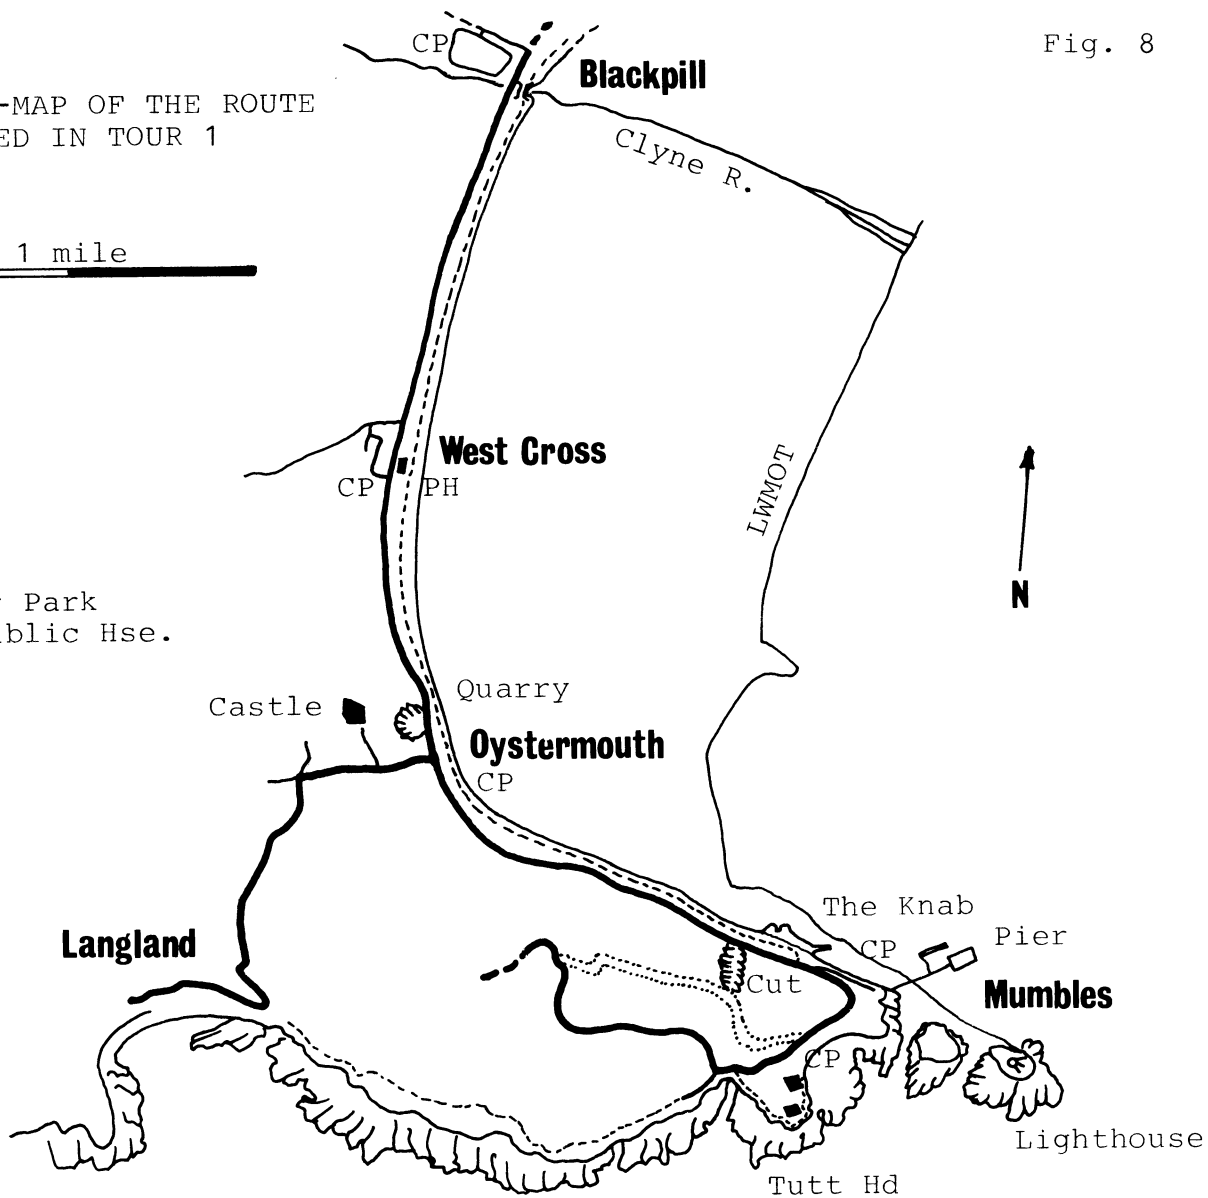 Fig. 8
CP
Blackpill
-MAP OF THE ROUTE
ED IN TOUR 1
Clyne R.
1 mile
West Cross
CP
PH
LWMOT
N
Park
blic Hse.
Quarry
Castle
Oystermouth
CP
The Knab
CP
Pier
Langland
Cut
Mumbles
CP
Lighthouse
Tutt Hd